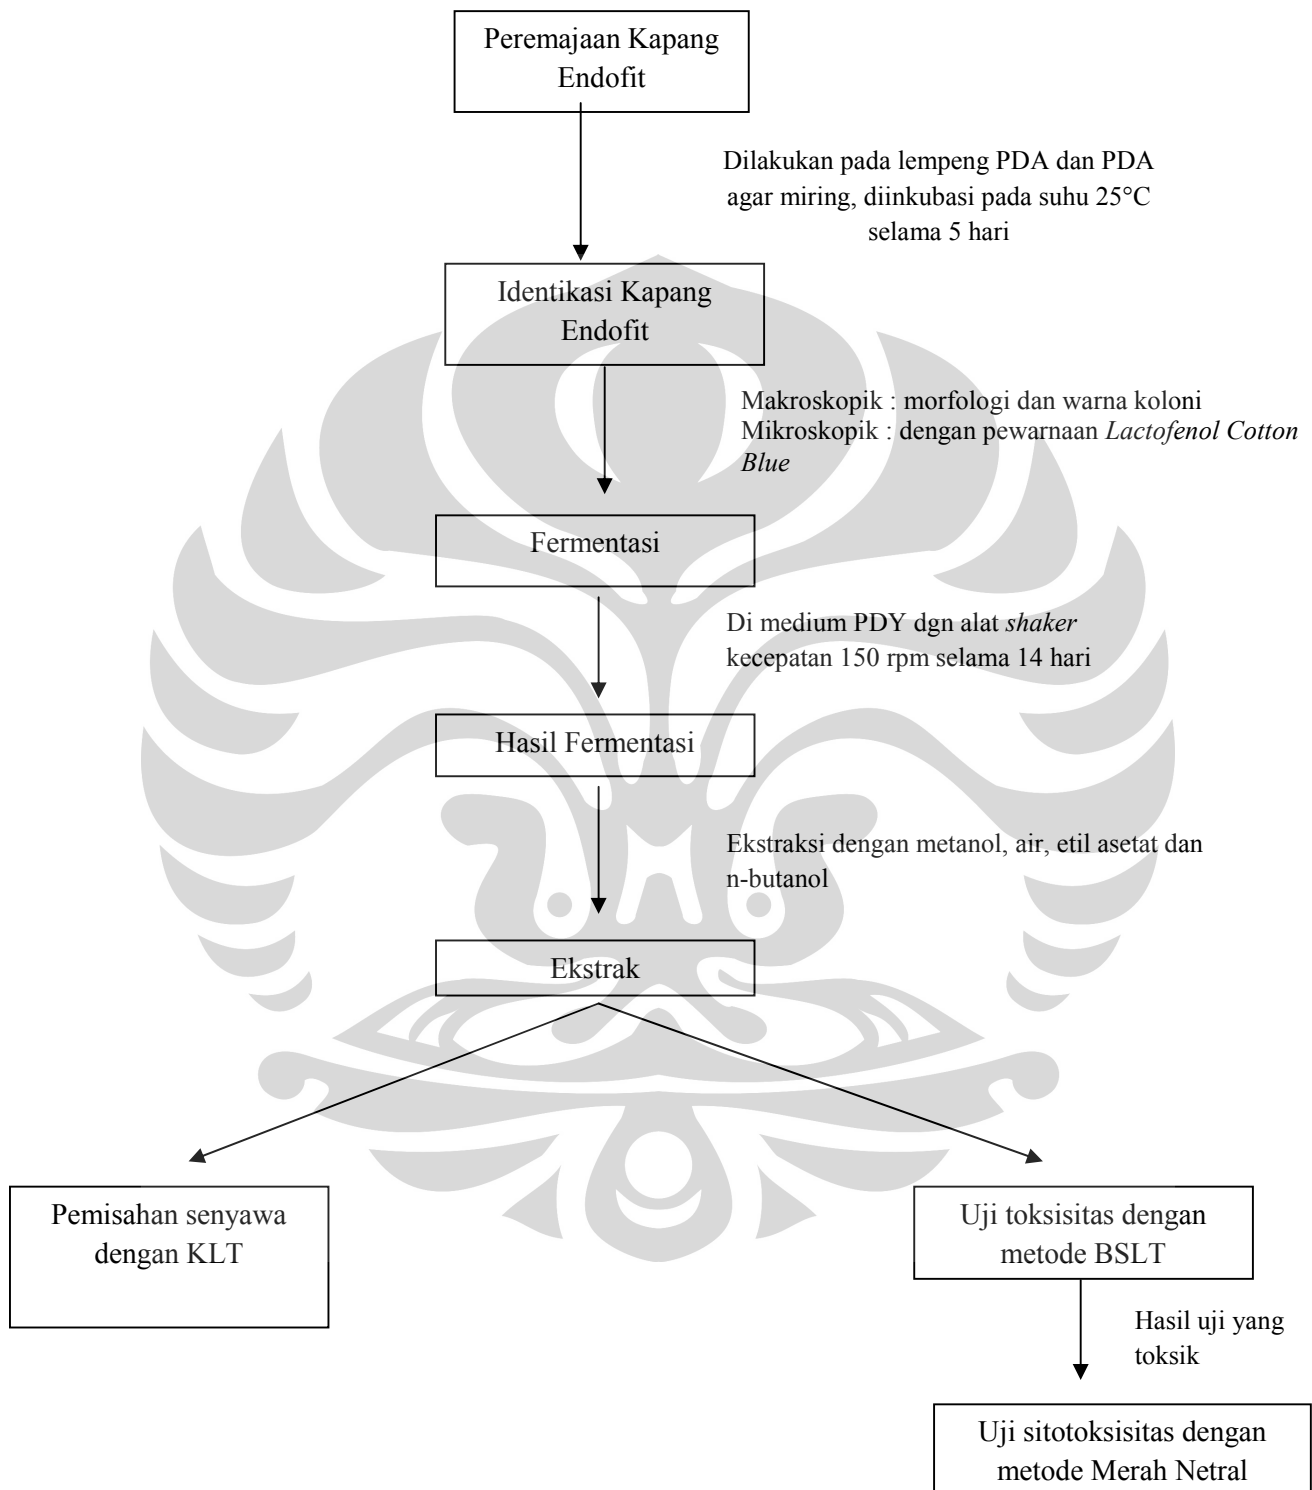 Peremajaan Kapang
Endofit
Dilakukan pada lempeng PDA dan PDA
agar miring, diinkubasi pada suhu 25°C
selama 5 hari
Identikasi Kapang
Endofit
Makroskopik : morfologi dan warna koloni
Mikroskopik : dengan pewarnaan Lactofenol Cotton
Blue
Fermentasi
Di medium PDY dgn alat shaker
kecepatan 150 rpm selama 14 hari
Hasil Fermentasi
Ekstraksi dengan metanol, air, etil asetat dan
n-butanol
Ekstrak
Pemisahan senyawa
dengan KLT
Uji toksisitas dengan
metode BSLT
Hasil uji yang
toksik
Uji sitotoksisitas dengan
metode Merah Netral